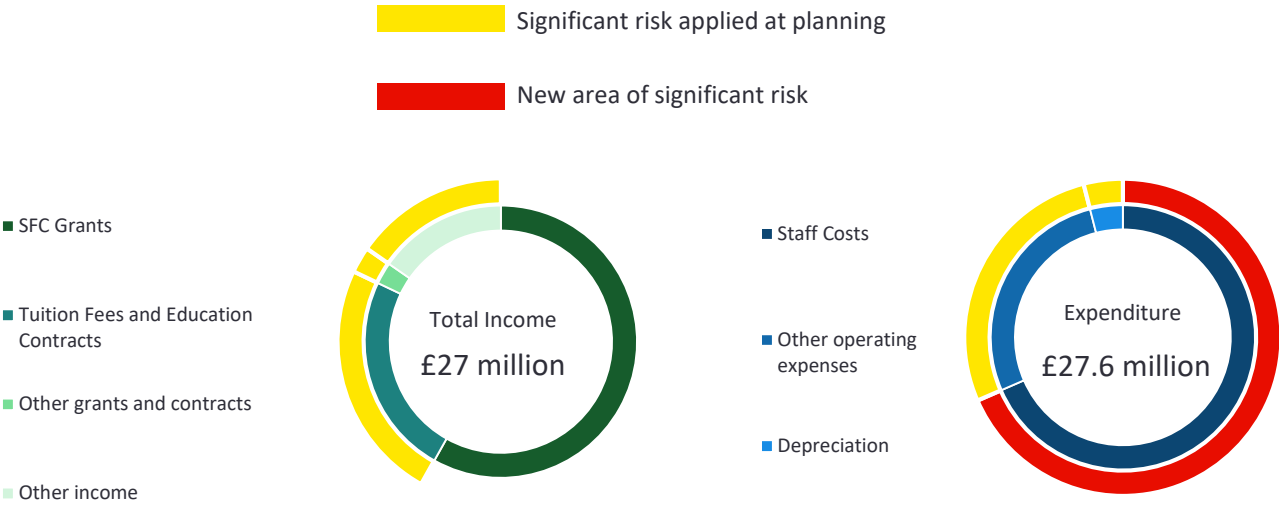 Significant risk applied at planning
New area of significant risk
SFC Grants
Tuition Fees and Education
Contracts
Other grants and contracts
Other income
Total Income
£27 million
Staff Costs
Other operating
expenses
Depreciation
Expenditure
£27.6 million